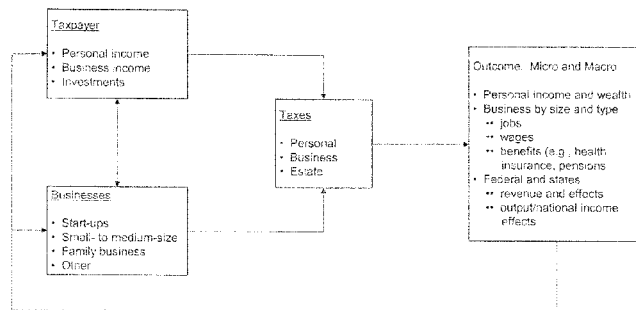 Taxpayer
• Personal income
• Business income
• Investments
Taxes
• Personal
• Business
• Estate
Businesses
• Start-ups
• Small- to medium-size
• Family business
• Other
Outcome: Micro and Macro
• Personal income and wealth
• Business by size and type
•• jobs
•• wages
•• benefits (e.g., health
insurance, pensions
• Federal and states
•• revenue and effects
•• output/national income
effects